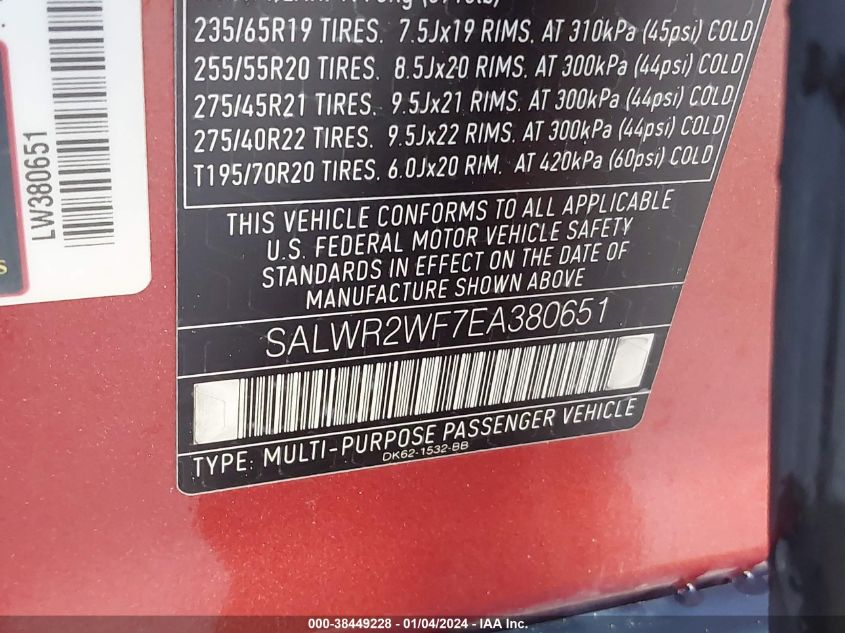 235/65R19 TIRES. 7.5Jx19 RIMS. AT 310kPa (45psi) COLD
255/55R20 TIRES. 8.5Jx20 RIMS. AT 300kPa (44psi) COLD
275/45R21 TIRES. 9.5Jx21 RIMS. AT 300kPa (44psi) COLD
275/40R22 TIRES. 9.5Jx22 RIMS. AT 300kPa (44psi) COLD
T195/70R20 TIRES. 6.0Jx20 RIM. AT 420kPa (60psi) COLD
THIS VEHICLE CONFORMS TO ALL APPLICABLE
U.S. FEDERAL MOTOR VEHICLE SAFETY
STANDARDS IN EFFECT ON THE DATE OF
MANUFACTURE SHOWN ABOVE
SALWR2WF7EA380651
TYPE: MULTI-PURPOSE PASSENGER VEHICLE
DK62-1532-BB
LW380651
000-38449228 - 01/04/2024 - IAA Inc.